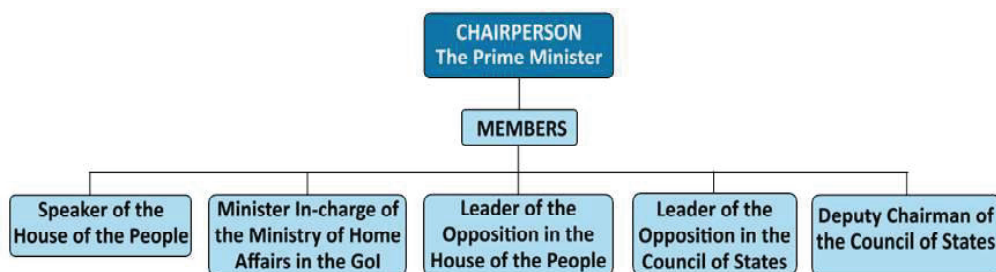 CHAIRPERSON
The Prime Minister
MEMBERS
Speaker of the
House of the People
Minister In-charge of
the Ministry of Home
Affairs in the GoI
Leader of the
Opposition in the
House of the People
Leader of the
Opposition in the
Council of States
Deputy Chairman of
the Council of States